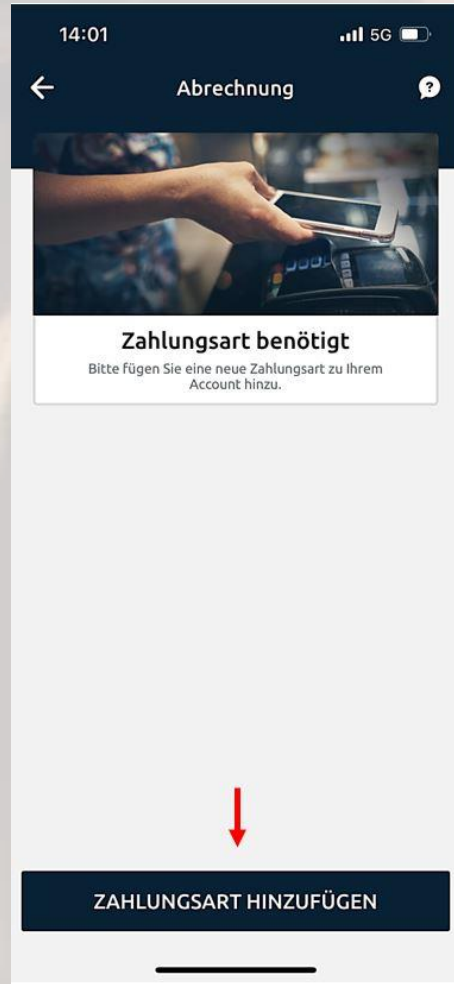 14:01
5G
Abrechnung
?
Zahlungsart benötigt
Bitte fügen Sie eine neue Zahlungsart zu Ihrem
Account hinzu.
ZAHLUNGSART HINZUFÜGEN